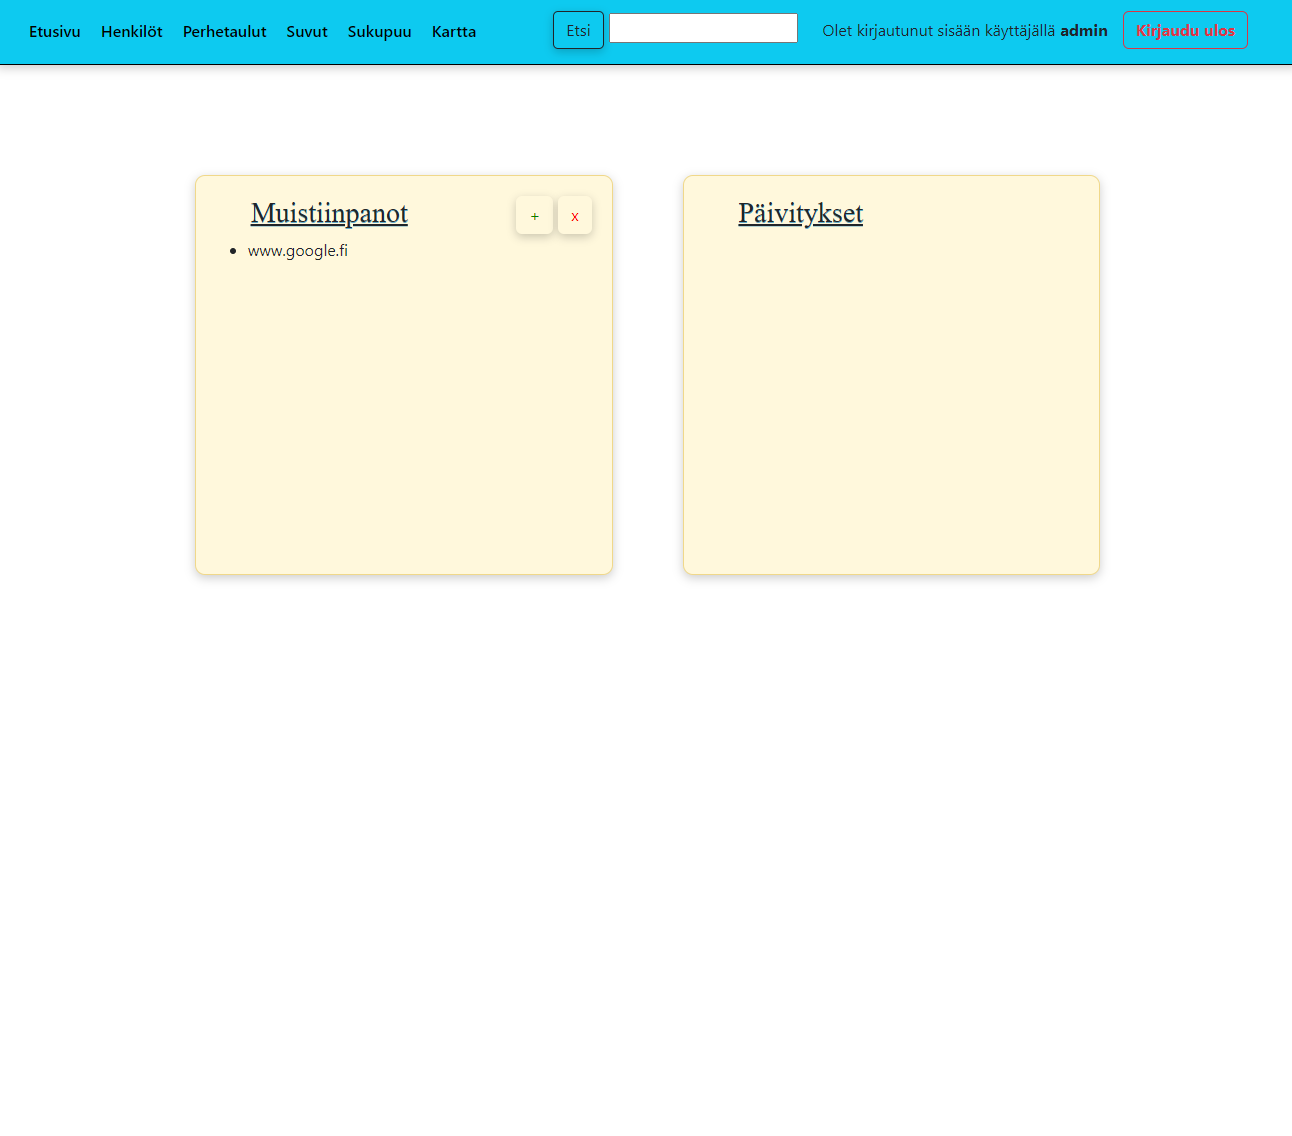 Etusivu Henkilöt Perhetaulut Suvut Sukupuu Kartta Etsi Olet kirjautunut sisään käyttäjällä admin Kirjaudu ulos
Muistiinpanot + x
www.google.fi
Päivitykset